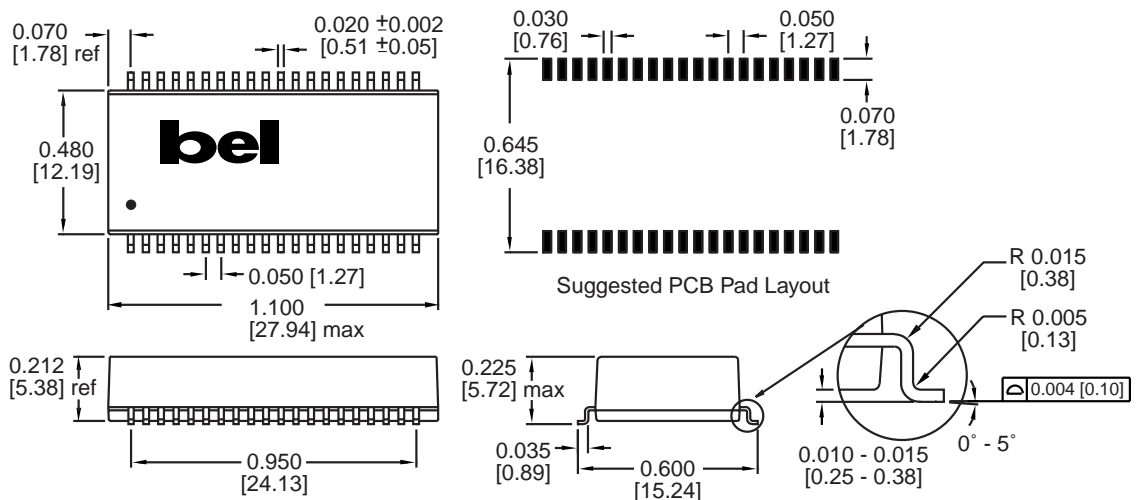 0.070
[1.78] ref
0.020 ±0.002
[0.51 ±0.05]
0.480
[12.19]
bel
0.050 [1.27]
1.100
[27.94] max
0.030
[0.76]
0.050
[1.27]
0.645
[16.38]
0.070
[1.78]
Suggested PCB Pad Layout
0.212
[5.38] ref
0.950
[24.13]
0.225
[5.72] max
0.035
[0.89]
0.600
[15.24]
R 0.015
[0.38]
R 0.005
[0.13]
0.004 [0.10]
0° - 5°
0.010 - 0.015
[0.25 - 0.38]